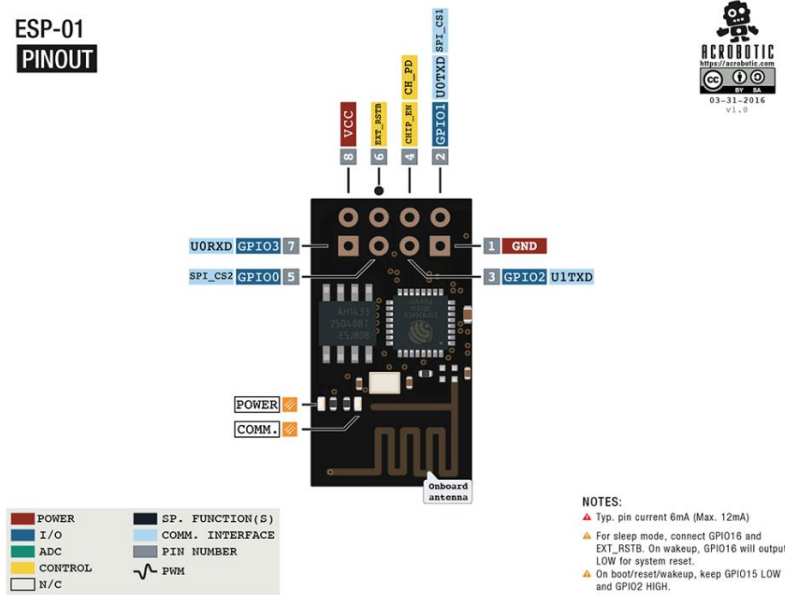 ESP-01
PINOUT
ACROBOTIC
https://acrobotic.com
CC BY SA
03-31-2016
v1.0
8 VCC
6 EXT_RSTB
4 CHIP_EN CH_PD
2 GPIO1 U0TXD SPI_CS1
U0RXD GPIO3 7
1 GND
SPI_CS2 GPIO0 5
3 GPIO2 U1TXD
POWER
COMM.
Onboard
antenna
POWER
I/O
ADC
CONTROL
N/C
SP. FUNCTION(S)
COMM. INTERFACE
PIN NUMBER
PWM
NOTES:
Typ. pin current 6mA (Max. 12mA)
For sleep mode, connect GPIO16 and
EXT_RSTB. On wakeup, GPIO16 will output
LOW for system reset.
On boot/reset/wakeup, keep GPIO15 LOW
and GPIO2 HIGH.